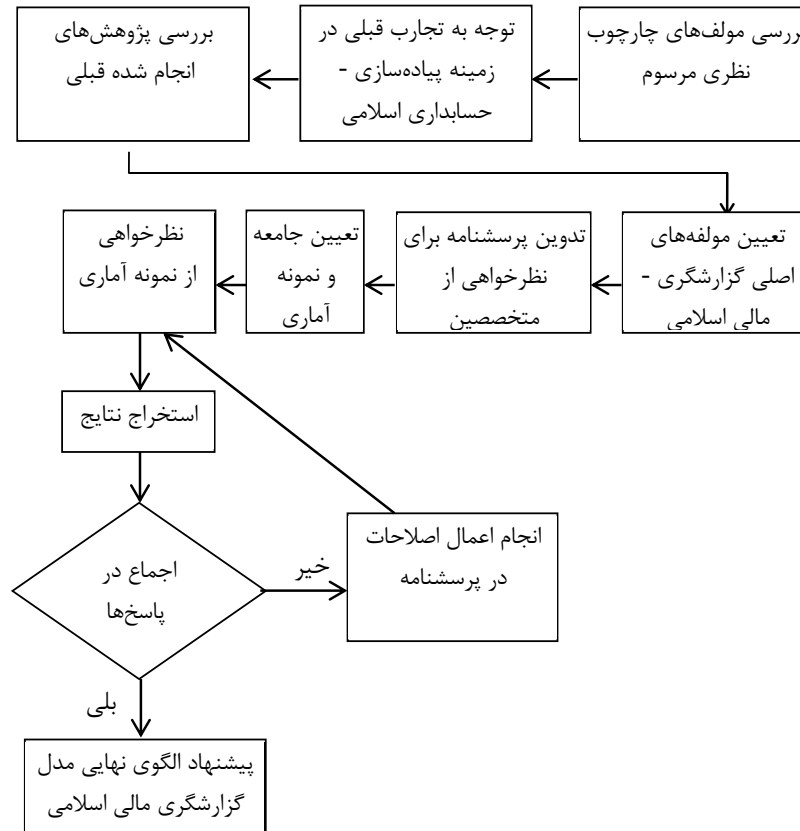 بررسی مولفه‌های چارچوب
نظری مرسوم
توجه به تجارب قبلی در
زمینه پیاده‌سازی -
حسابداری اسلامی
بررسی پژوهش‌های
انجام شده قبلی
تعیین مولفه‌های
اصلی گزارشگری -
مالی اسلامی
تدوین پرسشنامه برای
نظرخواهی از
متخصصین
تعیین جامعه
و نمونه
آماری
نظرخواهی
از نمونه آماری
استخراج نتایج
اجماع در
پاسخ‌ها
خیر
انجام اعمال اصلاحات
در پرسشنامه
بلی
پیشنهاد الگوی نهایی مدل
گزارشگری مالی اسلامی